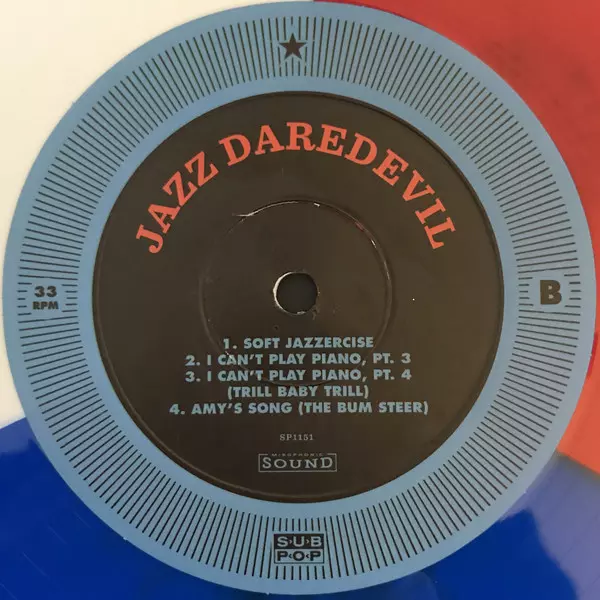 JAZZ DAREDEVIL
33
RPM
B
1. SOFT JAZZERCISE
2. I CAN'T PLAY PIANO, PT. 3
3. I CAN'T PLAY PIANO, PT. 4
(TRILL BABY TRILL)
4. AMY'S SONG (THE BUM STEER)
SP1151
MISOPHONIC
SOUND
SUB
POP